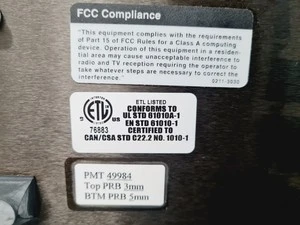 FCC Compliance
"This equipment complies with the requirements
of Part 15 of FCC Rules for a Class A computing
device. Operation of this equipment in a residen-
tial area may cause unacceptable interference to
radio and TV reception requiring the operator to
take whatever steps are necessary to correct the
interference."
5211-0030
ETL LISTED
CONFORMS TO
UL STD 61010A-1
EN STD 61010-1
CERTIFIED TO
CAN/CSA STD C22.2 NO. 1010-1
ETL
C
US
76883
PMT 49984
Top PRB 3mm
BTM PRB 5mm